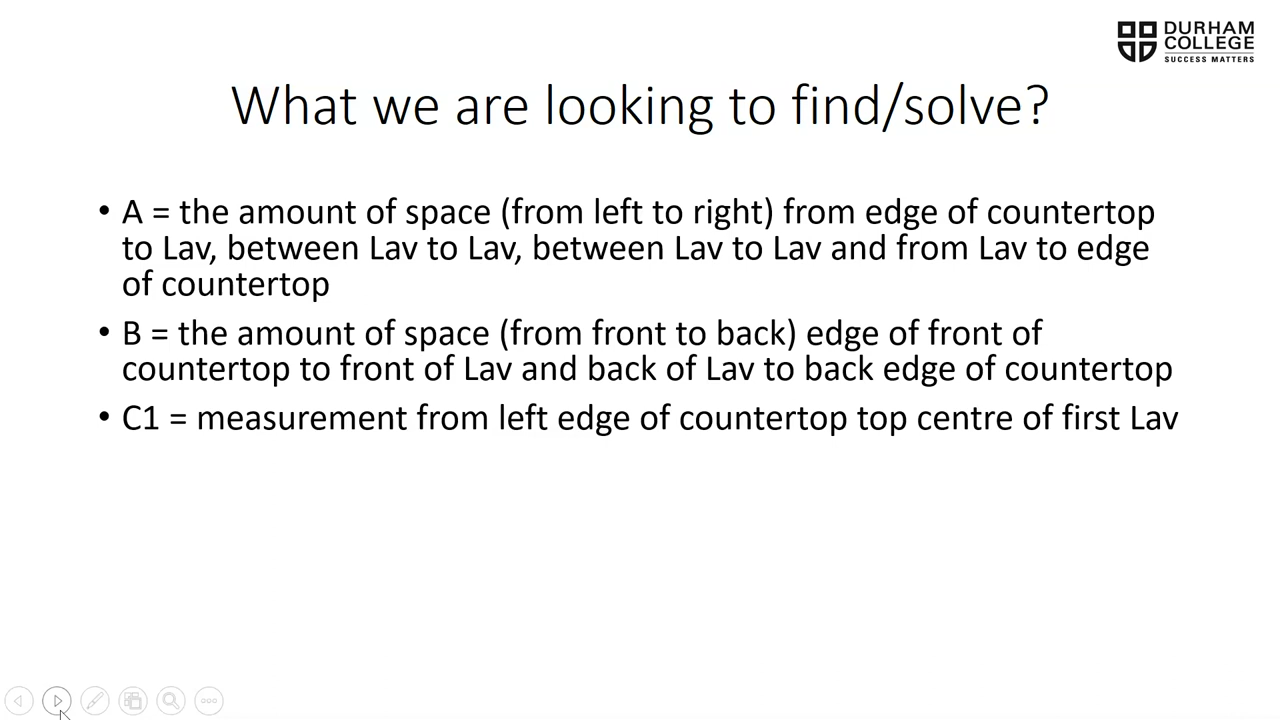 DURHAM
COLLEGE
SUCCESS MATTERS
What we are looking to find/solve?
• A = the amount of space (from left to right) from edge of countertop
to Lav, between Lav to Lav, between Lav to Lav and from Lav to edge
of countertop
• B = the amount of space (from front to back) edge of front of
countertop to front of Lav and back of Lav to back edge of countertop
• C1 = measurement from left edge of countertop top centre of first Lav